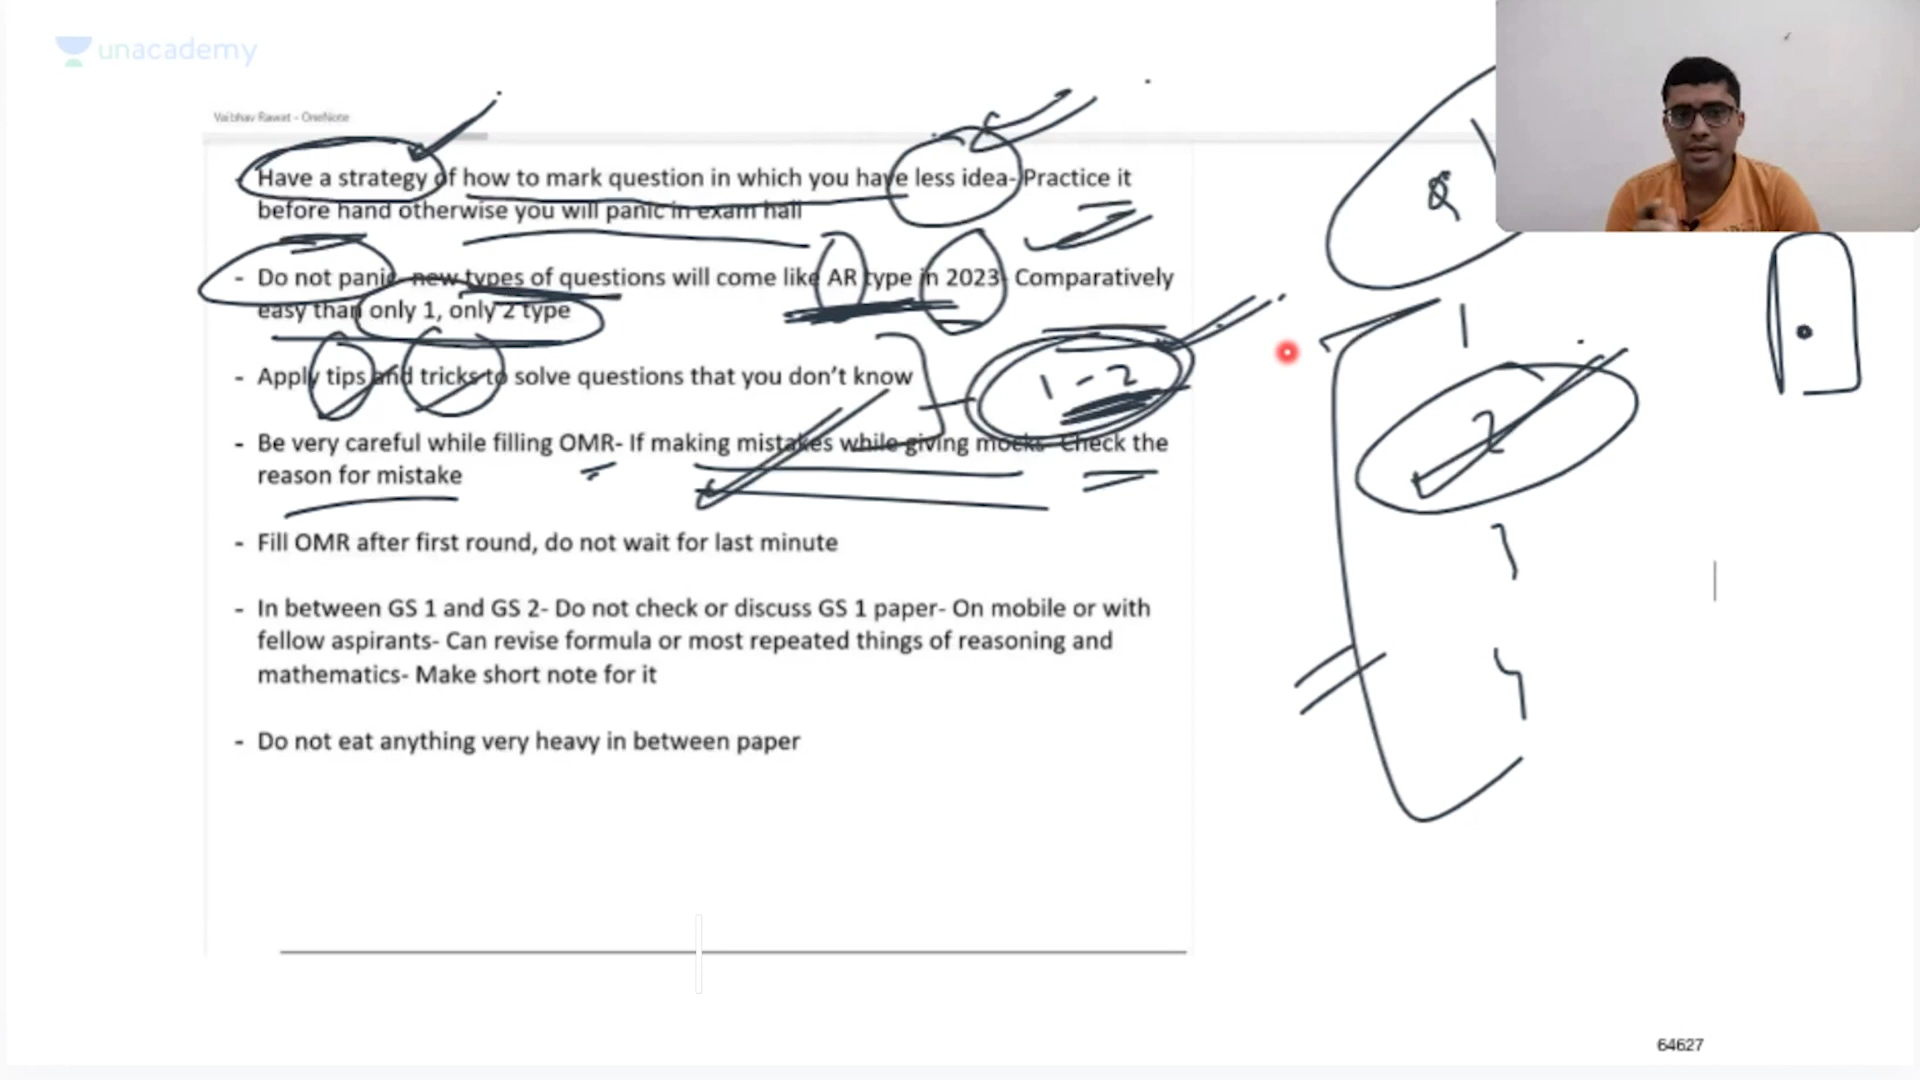 unacademy
Vaibhav Rawat - OneNote
- Have a strategy of how to mark question in which you have less idea- Practice it
before hand otherwise you will panic in exam hall
- Do not panic- new types of questions will come like AR type in 2023- Comparatively
easy than only 1, only 2 type
- Apply tips and tricks to solve questions that you don't know
1-2
- Be very careful while filling OMR- If making mistakes while giving mocks- Check the
reason for mistake
- Fill OMR after first round, do not wait for last minute
- In between GS 1 and GS 2- Do not check or discuss GS 1 paper- On mobile or with
fellow aspirants- Can revise formula or most repeated things of reasoning and
mathematics- Make short note for it
- Do not eat anything very heavy in between paper
1
2
3
4
64627